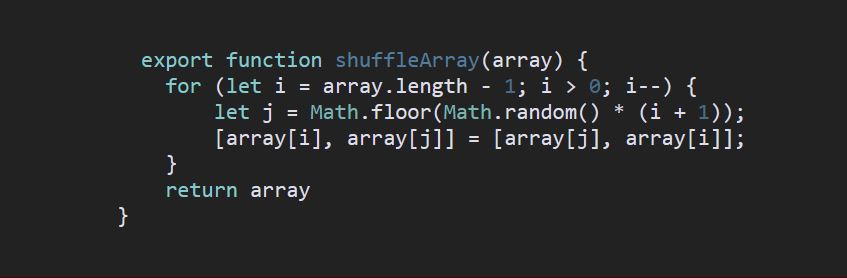 export function shuffleArray(array) {
for (let i = array.length - 1; i > 0; i--) {
let j = Math.floor(Math.random() * (i + 1));
[array[i], array[j]] = [array[j], array[i]];
}
return array
}